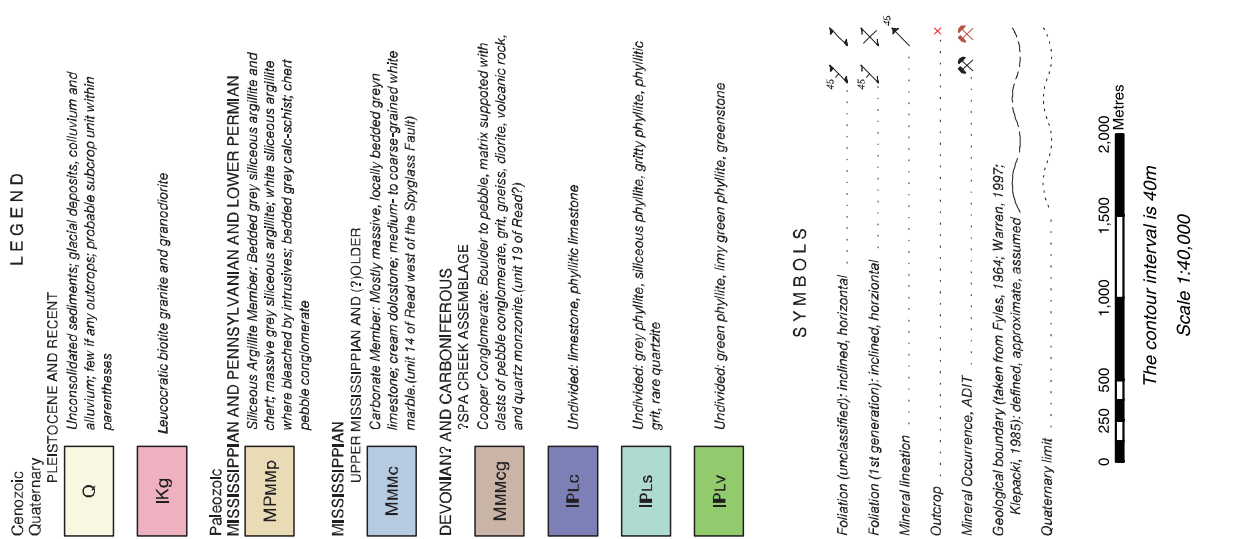 LEGEND
Cenozoic
Quaternary
PLEISTOCENE AND RECENT
Q
Unconsolidated sediments; glacial deposits, colluvium and
alluvium; few if any outcrops; probable subcrop unit within
parentheses
IKg
Leucocratic biotite granite and granodiorite
Paleozoic
MISSISSIPPIAN AND PENNSYLVANIAN AND LOWER PERMIAN
MPMMp
Siliceous Argillite Member: Bedded grey siliceous argillite and
chert; massive grey siliceous argillite; white siliceous argillite
where bleached by intrusives; bedded grey calc-schist; chert
pebble conglomerate
MISSISSIPPIAN
UPPER MISSISSIPPIAN AND (?)OLDER
MMMc
Carbonate Member: Mostly massive, locally bedded greyn
limestone; cream dolostone; medium- to coarse-grained white
marble.(unit 14 of Read west of the Spyglass Fault)
DEVONIAN? AND CARBONIFEROUS
?SPA CREEK ASSEMBLAGE
MMMcg
Cooper Conglomerate: Boulder to pebble, matrix suppoted with
clasts of pebble conglomerate, grit, gneiss, diorite, volcanic rock,
and quartz monzonite.(unit 19 of Read?)
IPLc
Undivided: limestone, phyllitic limestone
IPLs
Undivided: grey phyllite, siliceous phyllite, gritty phyllite, phyllitic
grit, rare quartzite
IPLv
Undivided: green phyllite, limy green phyllite, greenstone
SYMBOLS
Foliation (unclassified): inclined, horizontal
45
Foliation (1st generation): inclined, horziontal
45
Mineral lineation
45
Outcrop
Mineral Occurrence, ADIT
Geological boundary (taken from Fyles, 1964; Warren, 1997;
Klepacki, 1985): defined, approximate, assumed
Quaternary limit
0 250 500 1,000 1,500 2,000
Metres
The contour interval is 40m
Scale 1:40,000